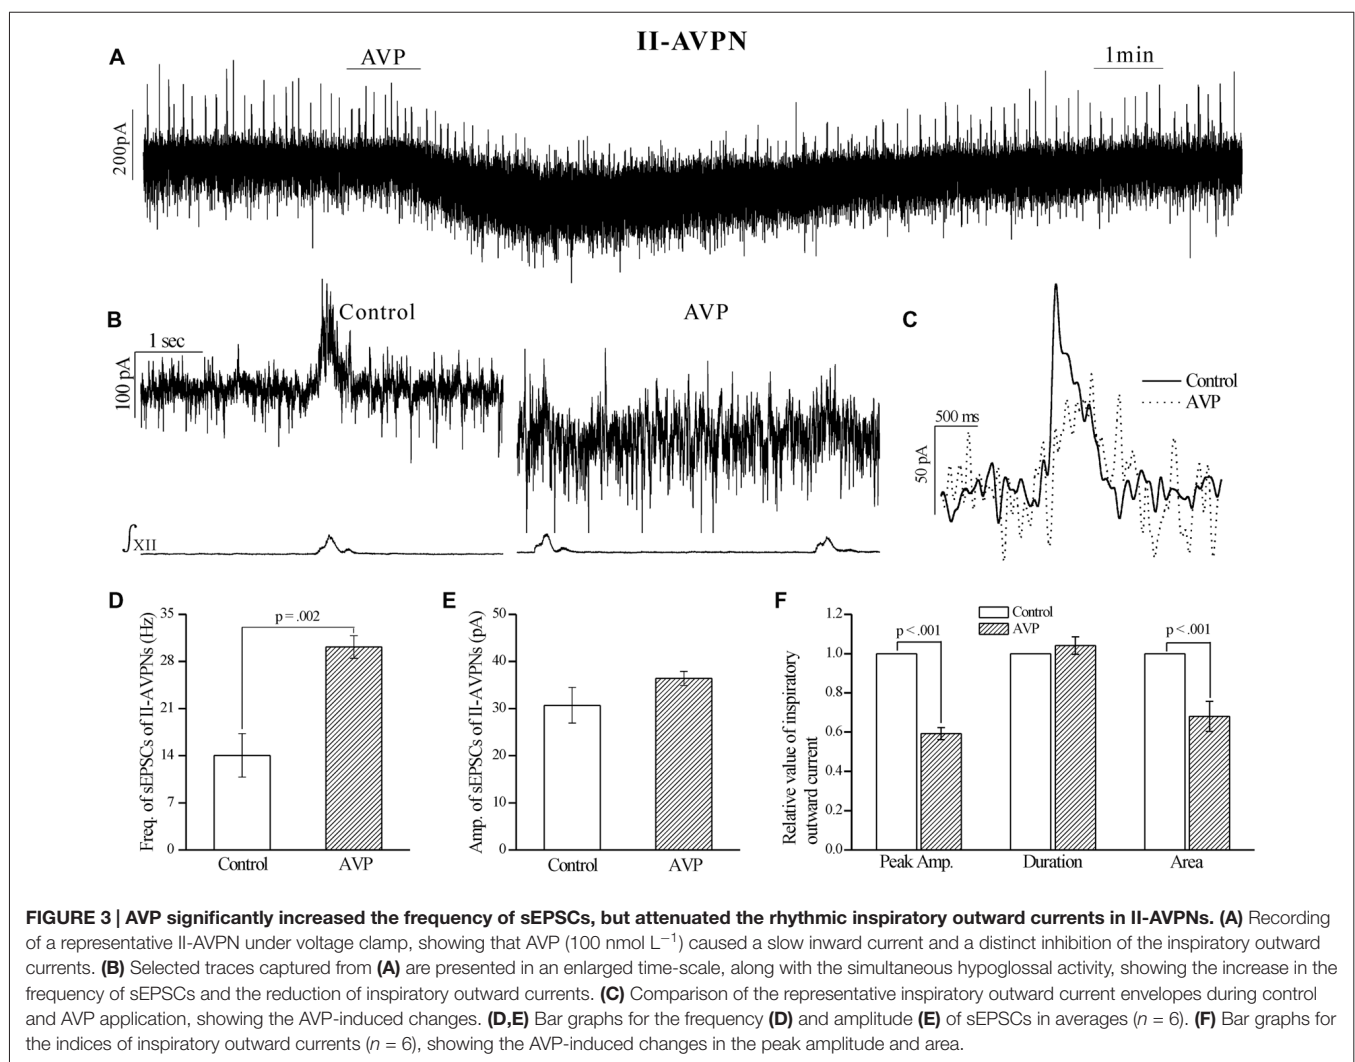 II-AVPN
A
AVP
1min
200pA
B
Control
AVP
C
1 sec
100 pA
Control
AVP
500 ms
50 pA
∫XII
D
E
F
Freq. of sEPSCs of II-AVPNs (Hz)
35
28
21
14
7
0
p=.002
Control
AVP
Amp. of sEPSCs of II-AVPNs (pA)
50
40
30
20
10
0
Control
AVP
Relative value of inspiratory
outward current
1.2
1.0
0.8
0.6
0.4
0.2
0.0
Control
AVP
p<.001
p<.001
Peak Amp.
Duration
Area
FIGURE 3 | AVP significantly increased the frequency of sEPSCs, but attenuated the rhythmic inspiratory outward currents in II-AVPNs. (A) Recording
of a representative II-AVPN under voltage clamp, showing that AVP (100 nmol L−1) caused a slow inward current and a distinct inhibition of the inspiratory outward
currents. (B) Selected traces captured from (A) are presented in an enlarged time-scale, along with the simultaneous hypoglossal activity, showing the increase in the
frequency of sEPSCs and the reduction of inspiratory outward currents. (C) Comparison of the representative inspiratory outward current envelopes during control
and AVP application, showing the AVP-induced changes. (D,E) Bar graphs for the frequency (D) and amplitude (E) of sEPSCs in averages (n = 6). (F) Bar graphs for
the indices of inspiratory outward currents (n = 6), showing the AVP-induced changes in the peak amplitude and area.